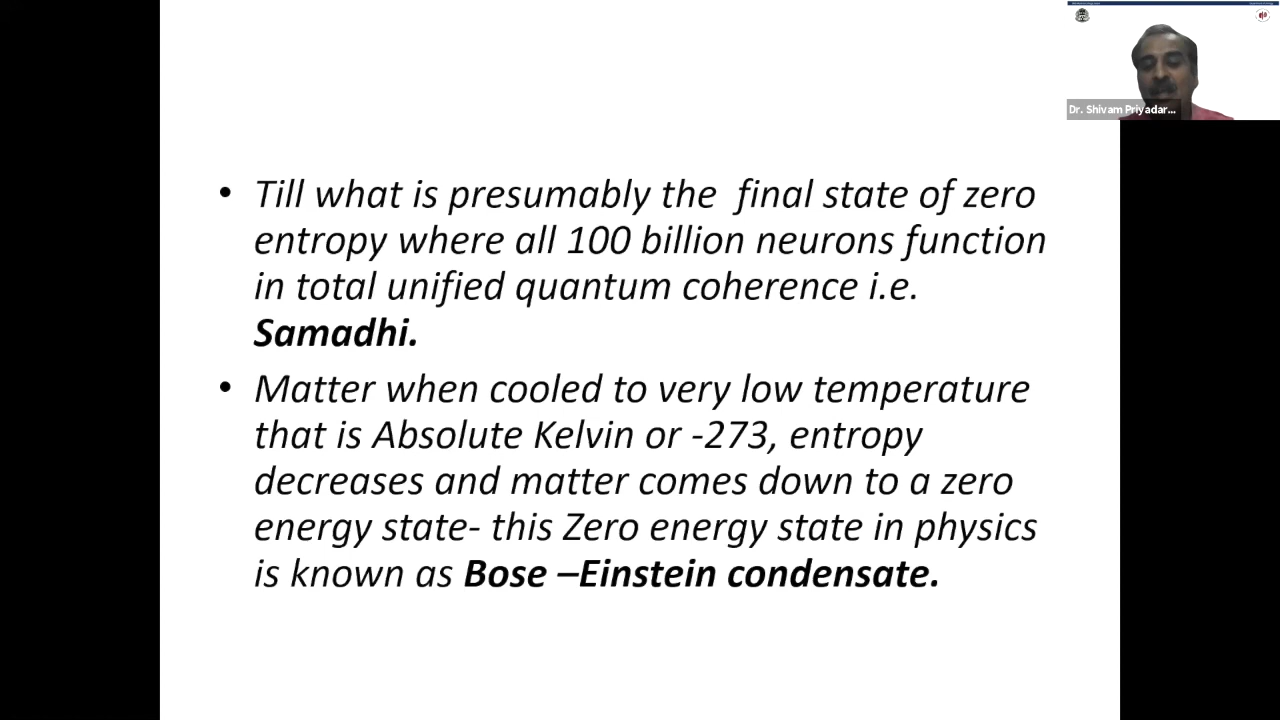 Dr. Shivam Priyadar...
• Till what is presumably the final state of zero
entropy where all 100 billion neurons function
in total unified quantum coherence i.e.
Samadhi.
• Matter when cooled to very low temperature
that is Absolute Kelvin or -273, entropy
decreases and matter comes down to a zero
energy state- this Zero energy state in physics
is known as Bose –Einstein condensate.